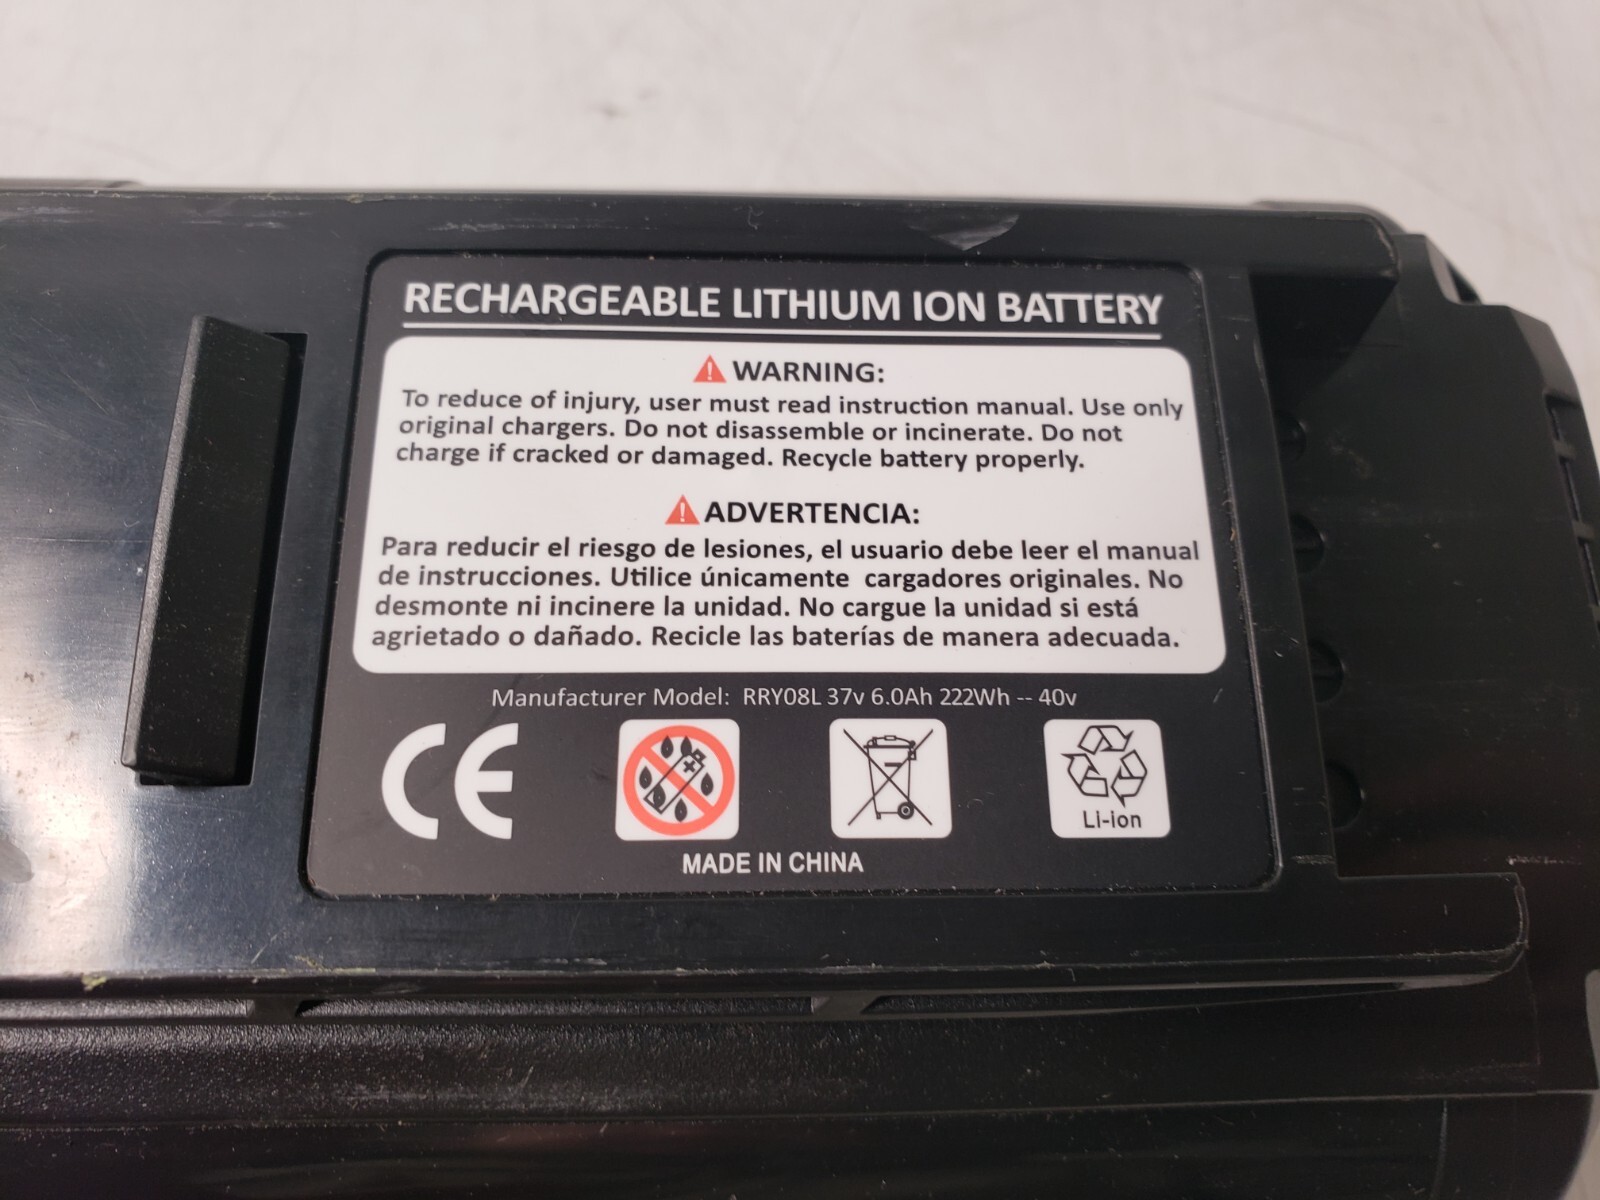 RECHARGEABLE LITHIUM ION BATTERY
WARNING:
To reduce of injury, user must read instruction manual. Use only
original chargers. Do not disassemble or incinerate. Do not
charge if cracked or damaged. Recycle battery properly.
ADVERTENCIA:
Para reducir el riesgo de lesiones, el usuario debe leer el manual
de instrucciones. Utilice únicamente cargadores originales. No
desmonte ni incinere la unidad. No cargue la unidad si está
agrietado o dañado. Recicle las baterías de manera adecuada.
Manufacturer Model: RRY08L 37v 6.0Ah 222Wh -- 40v
CE
Li-ion
MADE IN CHINA